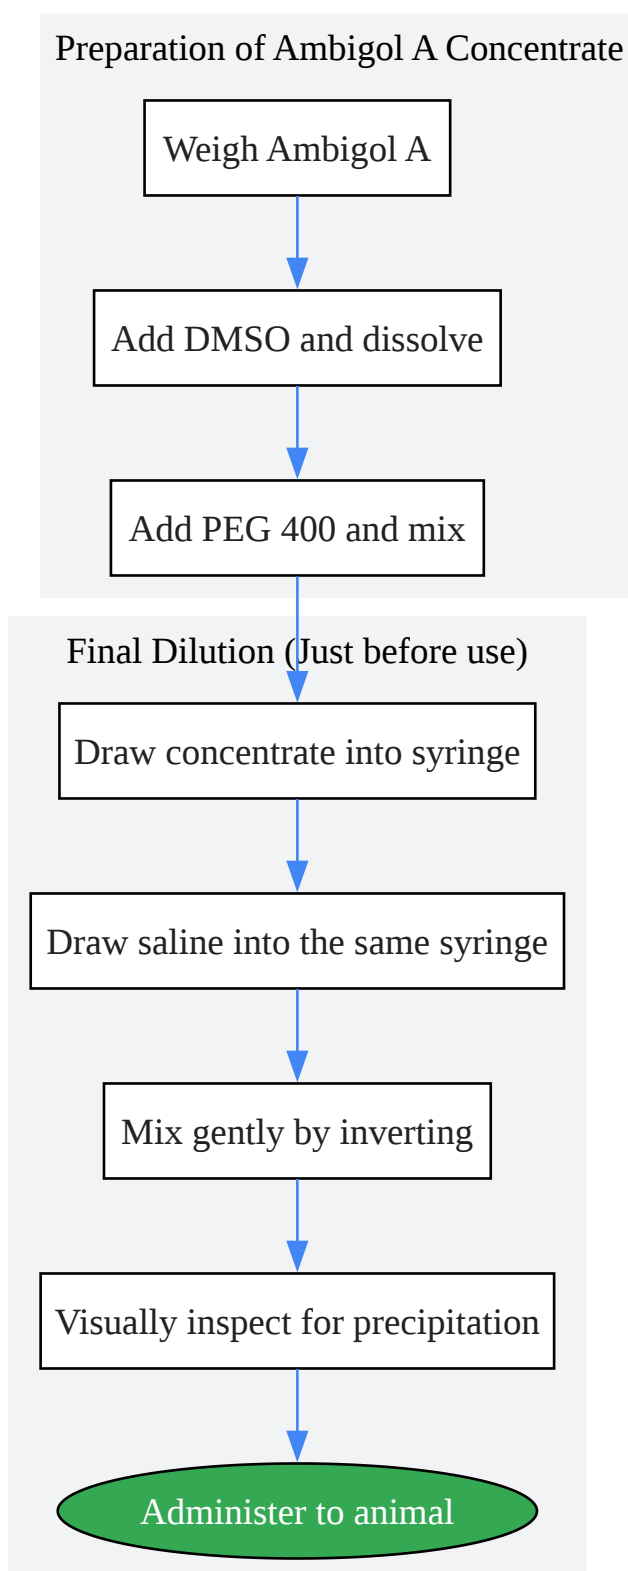 Preparation of Ambigol A Concentrate
Weigh Ambigol A
Add DMSO and dissolve
Add PEG 400 and mix
Final Dilution (Just before use)
Draw concentrate into syringe
Draw saline into the same syringe
Mix gently by inverting
Visually inspect for precipitation
Administer to animal